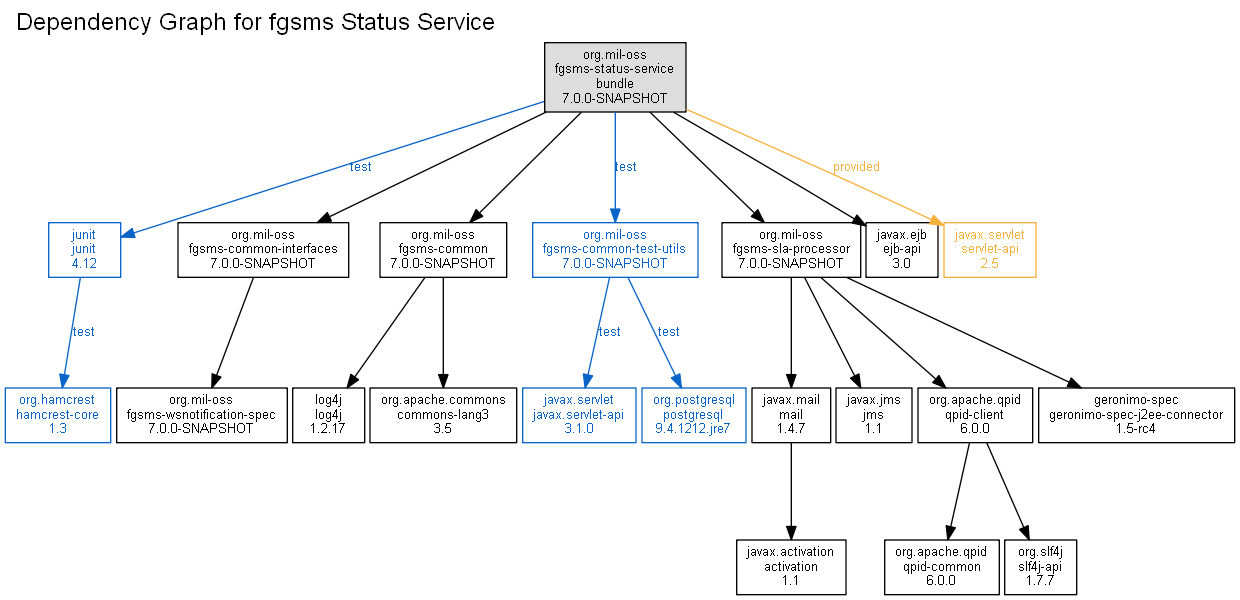 Dependency Graph for fgsms Status Service
org.mil-oss
fgsms-status-service
bundle
7.0.0-SNAPSHOT
test
test
provided
junit
junit
4.12
org.mil-oss
fgsms-common-interfaces
7.0.0-SNAPSHOT
org.mil-oss
fgsms-common
7.0.0-SNAPSHOT
org.mil-oss
fgsms-common-test-utils
7.0.0-SNAPSHOT
org.mil-oss
fgsms-sla-processor
7.0.0-SNAPSHOT
javax.ejb
ejb-api
3.0
javax.servlet
servlet-api
2.5
test
test
test
org.hamcrest
hamcrest-core
1.3
org.mil-oss
fgsms-wsnotification-spec
7.0.0-SNAPSHOT
log4j
log4j
1.2.17
org.apache.commons
commons-lang3
3.5
javax.servlet
javax.servlet-api
3.1.0
org.postgresql
postgresql
9.4.1212.jre7
javax.mail
mail
1.4.7
javax.jms
jms
1.1
org.apache.qpid
qpid-client
6.0.0
geronimo-spec
geronimo-spec-j2ee-connector
1.5-rc4
javax.activation
activation
1.1
org.apache.qpid
qpid-common
6.0.0
org.slf4j
slf4j-api
1.7.7